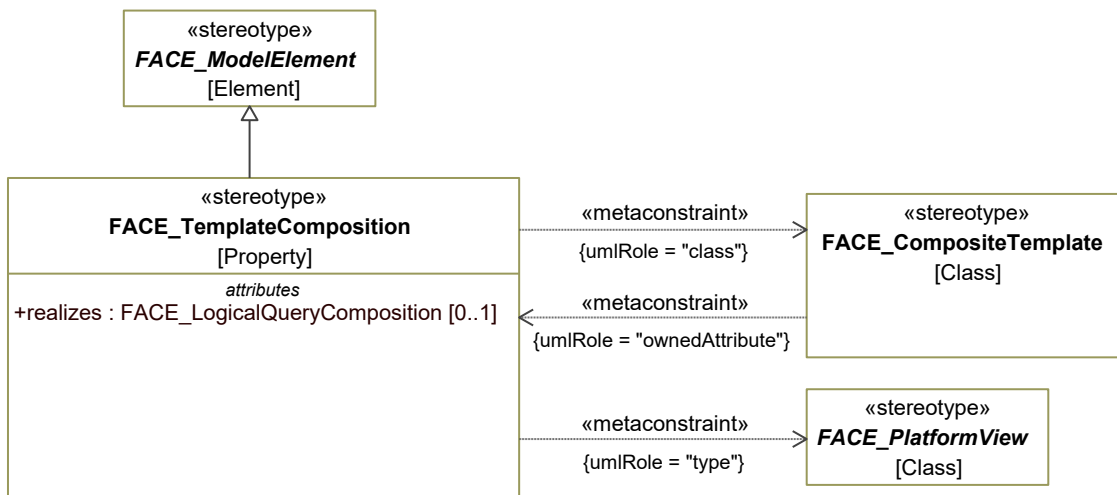 «stereotype»
FACE_ModelElement
[Element]
«stereotype»
FACE_TemplateComposition
[Property]
attributes
+realizes : FACE_LogicalQueryComposition [0..1]
«metaconstraint»
{umlRole = "class"}
«metaconstraint»
{umlRole = "ownedAttribute"}
«stereotype»
FACE_CompositeTemplate
[Class]
«metaconstraint»
{umlRole = "type"}
«stereotype»
FACE_PlatformView
[Class]